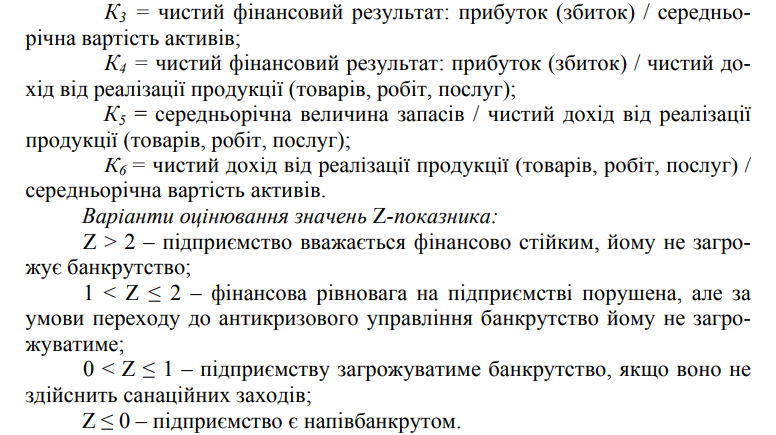 К3 = чистий фінансовий результат: прибуток (збиток) / середньо-
річна вартість активів;
К4 = чистий фінансовий результат: прибуток (збиток) / чистий до-
хід від реалізації продукції (товарів, робіт, послуг);
К5 = середньорічна величина запасів / чистий дохід від реалізації
продукції (товарів, робіт, послуг);
К6 = чистий дохід від реалізації продукції (товарів, робіт, послуг) /
середньорічна вартість активів.
Варіанти оцінювання значень Z-показника:
Z > 2 – підприємство вважається фінансово стійким, йому не загро-
жує банкрутство;
1 < Z ≤ 2 – фінансова рівновага на підприємстві порушена, але за
умови переходу до антикризового управління банкрутство йому не загро-
жуватиме;
0 < Z ≤ 1 – підприємству загрожуватиме банкрутство, якщо воно не
здійснить санаційних заходів;
Z ≤ 0 – підприємство є напівбанкрутом.